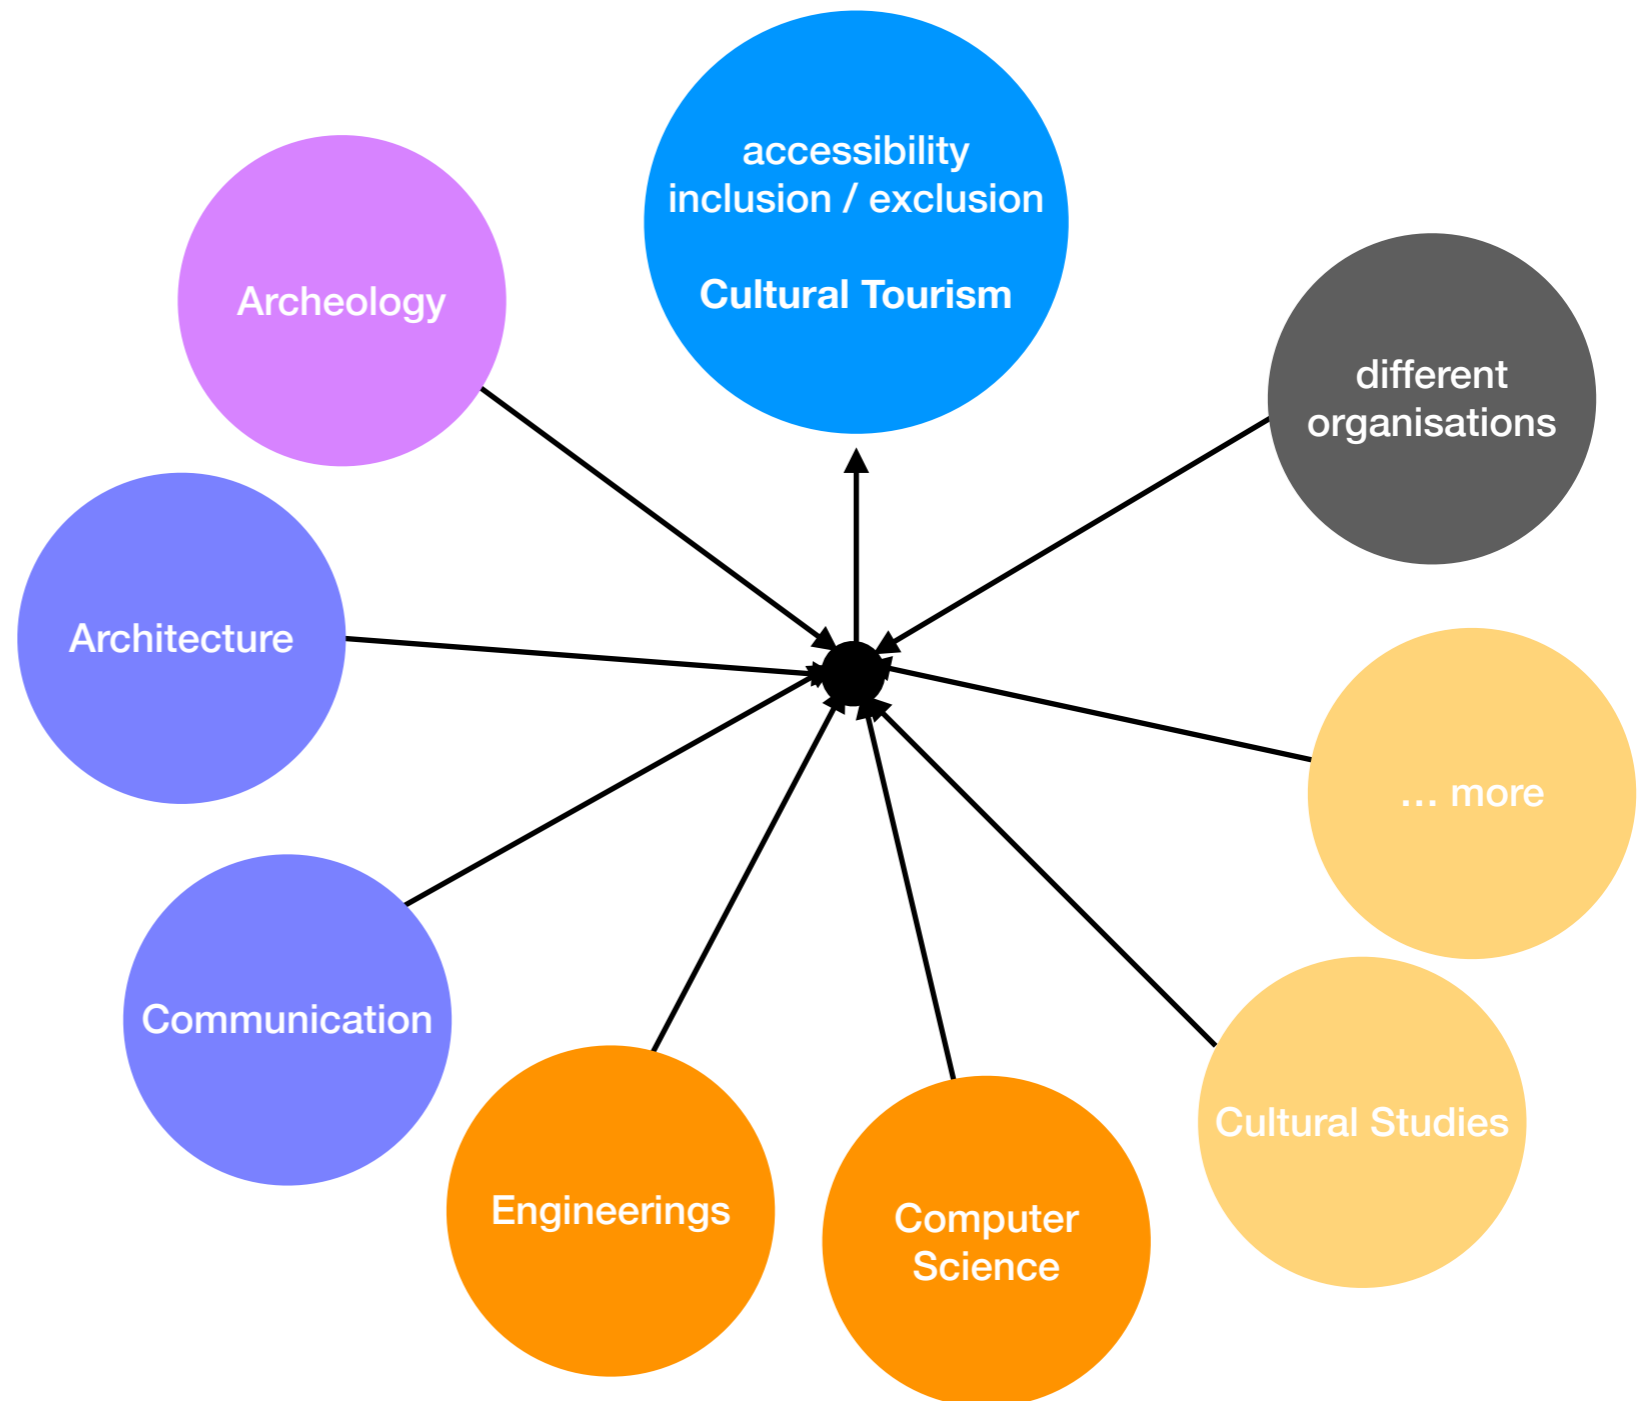 accessibility
inclusion / exclusion
Cultural Tourism
Archeology
different
organisations
Architecture
... more
Communication
Cultural Studies
Engineerings
Computer
Science